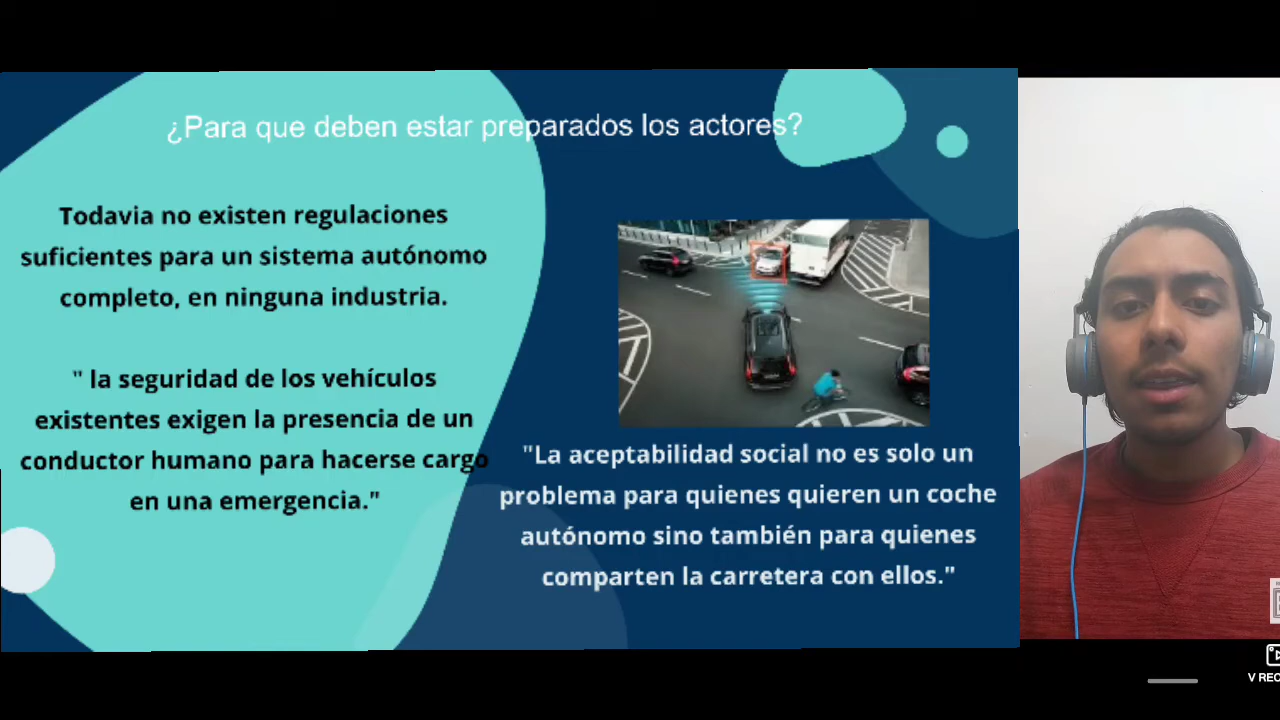 ¿Para que deben estar preparados los actores?
Todavia no existen regulaciones
suficientes para un sistema autónomo
completo, en ninguna industria.
" la seguridad de los vehículos
existentes exigen la presencia de un
conductor humano para hacerse cargo
en una emergencia."
"La aceptabilidad social no es solo un
problema para quienes quieren un coche
autónomo sino también para quienes
comparten la carretera con ellos."
V REC